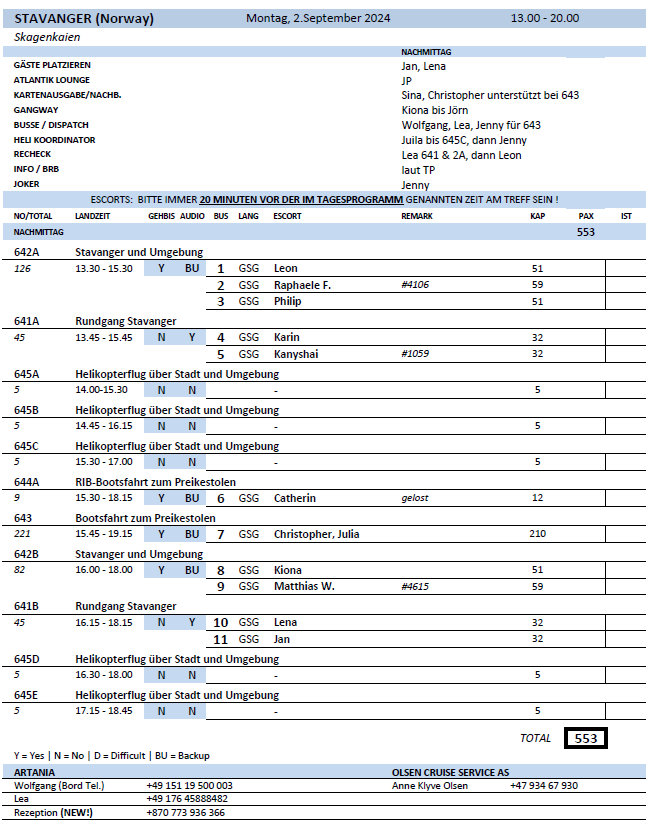 STAVANGER (Norway) Montag, 2.September 2024 13.00 - 20.00
Skagenkaien
NACHMITTAG
GÄSTE PLATZIEREN Jan, Lena
ATLANTIK LOUNGE JP
KARTENAUSGABE/NACHB. Sina, Christopher unterstützt bei 643
GANGWAY Kiona bis Jörn
BUSSE / DISPATCH Wolfgang, Lea, Jenny für 643
HELI KOORDINATOR Juila bis 645C, dann Jenny
RECHECK Lea 641 & 2A, dann Leon
INFO / BRB laut TP
JOKER Jenny
ESCORTS: BITTE IMMER 20 MINUTEN VOR DER IM TAGESPROGRAMM GENANNTEN ZEIT AM TREFF SEIN !
NO/TOTAL LANDZEIT GEHBIS AUDIO BUS LANG ESCORT REMARK KAP PAX IST
NACHMITTAG 553
642A Stavanger und Umgebung
126 13.30 - 15.30 Y BU 1 GSG Leon 51
2 GSG Raphaele F. #4106 59
3 GSG Philip 51
641A Rundgang Stavanger
45 13.45 - 15.45 N Y 4 GSG Karin 32
5 GSG Kanyshai #1059 32
645A Helikopterflug über Stadt und Umgebung
5 14.00-15.30 N N - 5
645B Helikopterflug über Stadt und Umgebung
5 14.45 - 16.15 N N - 5
645C Helikopterflug über Stadt und Umgebung
5 15.30 - 17.00 N N - 5
644A RIB-Bootsfahrt zum Preikestolen
9 15.30 - 18.15 Y BU 6 GSG Catherin gelost 12
643 Bootsfahrt zum Preikestolen
221 15.45 - 19.15 Y BU 7 GSG Christopher, Julia 210
642B Stavanger und Umgebung
82 16.00 - 18.00 Y BU 8 GSG Kiona 51
9 GSG Matthias W. #4615 59
641B Rundgang Stavanger
45 16.15 - 18.15 N Y 10 GSG Lena 32
11 GSG Jan 32
645D Helikopterflug über Stadt und Umgebung
5 16.30 - 18.00 N N - 5
645E Helikopterflug über Stadt und Umgebung
5 17.15 - 18.45 N N - 5
TOTAL 553
Y = Yes | N = No | D = Difficult | BU = Backup
ARTANIA OLSEN CRUISE SERVICE AS
Wolfgang (Bord Tel.) +49 151 19 500 003 Anne Klyve Olsen +47 934 67 930
Lea +49 176 45888482
Rezeption (NEW!) +870 773 936 366